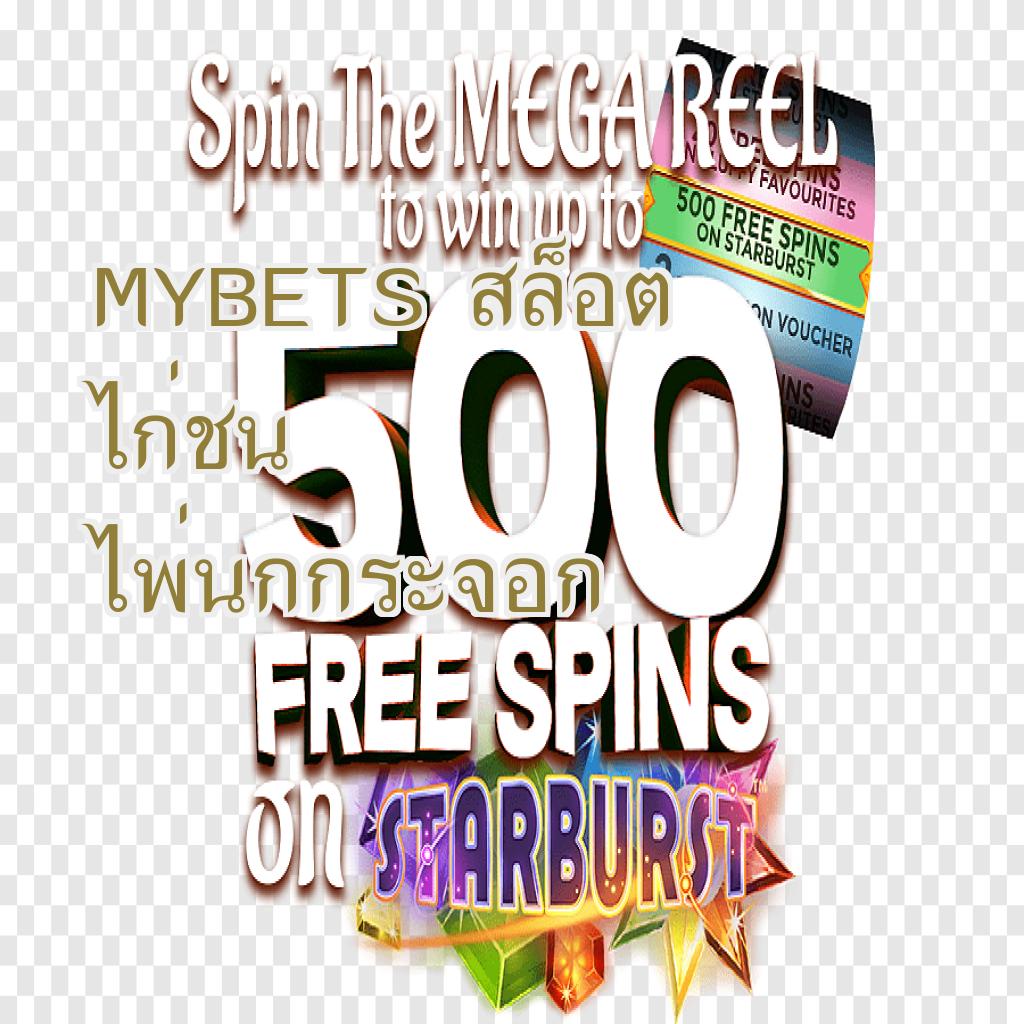 Spin The MEGA REEL
to win up to
500 FREE SPINS
ON STARBURST
FAVOURITES
VOUCHER
MYBETS สล็อต
ไก่ชน
ไพ่นกกระจอก
500
FREE SPINS
on STARBURST™